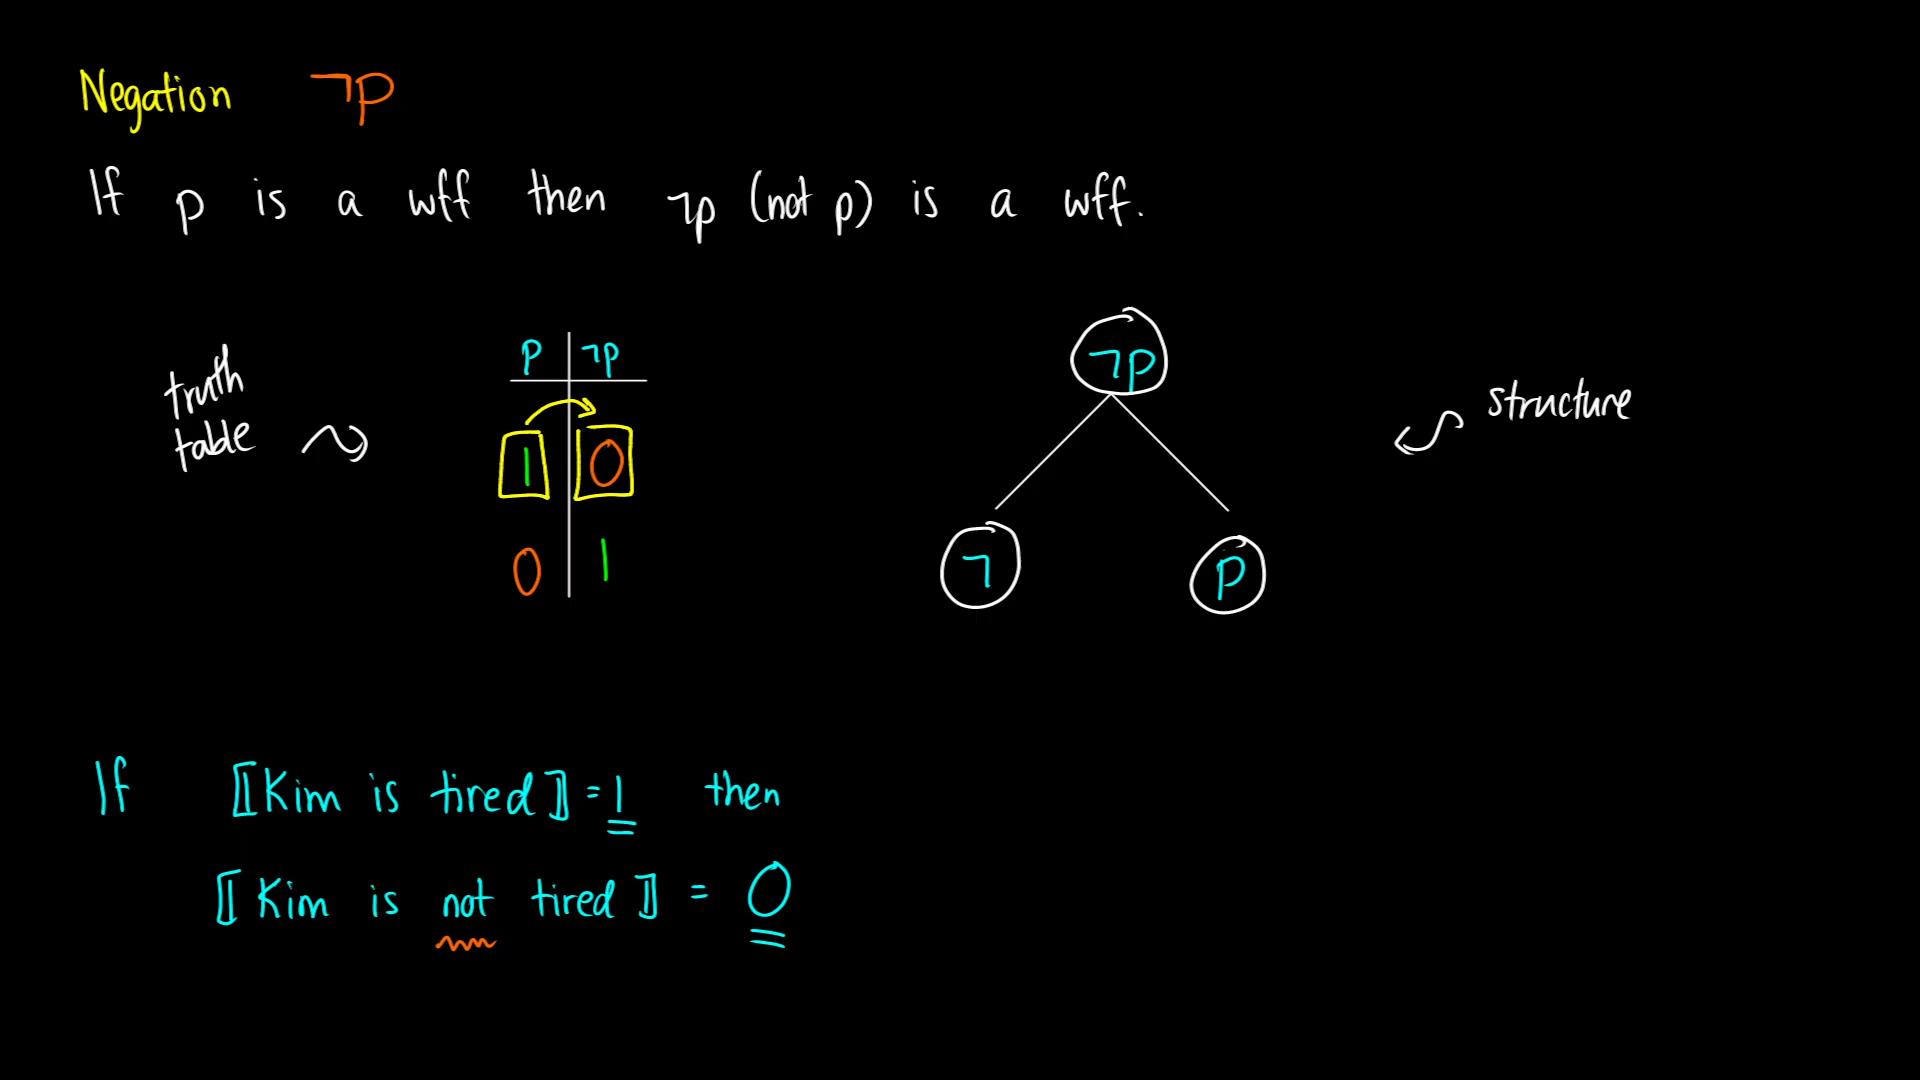 Negation ¬p
If p is a wff then ¬p (not p) is a wff.
truth
table
p ¬p
1 0
0 1
¬p
¬ p
structure
If ⟦Kim is tired⟧ = 1 then
⟦Kim is not tired⟧ = 0